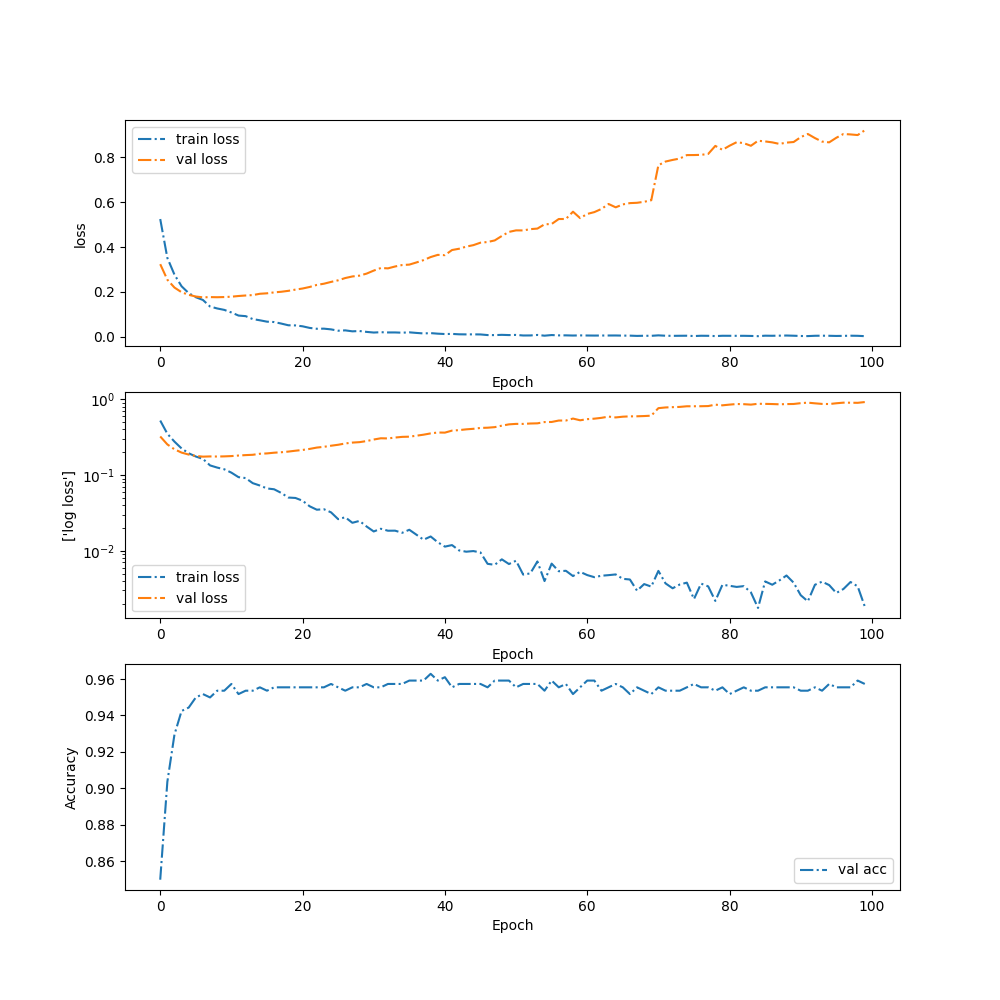 train loss
val loss
0.8
0.6
0.4
0.2
0.0
loss
0 20 40 60 80 100
Epoch
10⁰
10⁻¹
10⁻²
['log loss']
train loss
val loss
0 20 40 60 80 100
Epoch
0.96
0.94
0.92
0.90
0.88
0.86
Accuracy
val acc
0 20 40 60 80 100
Epoch